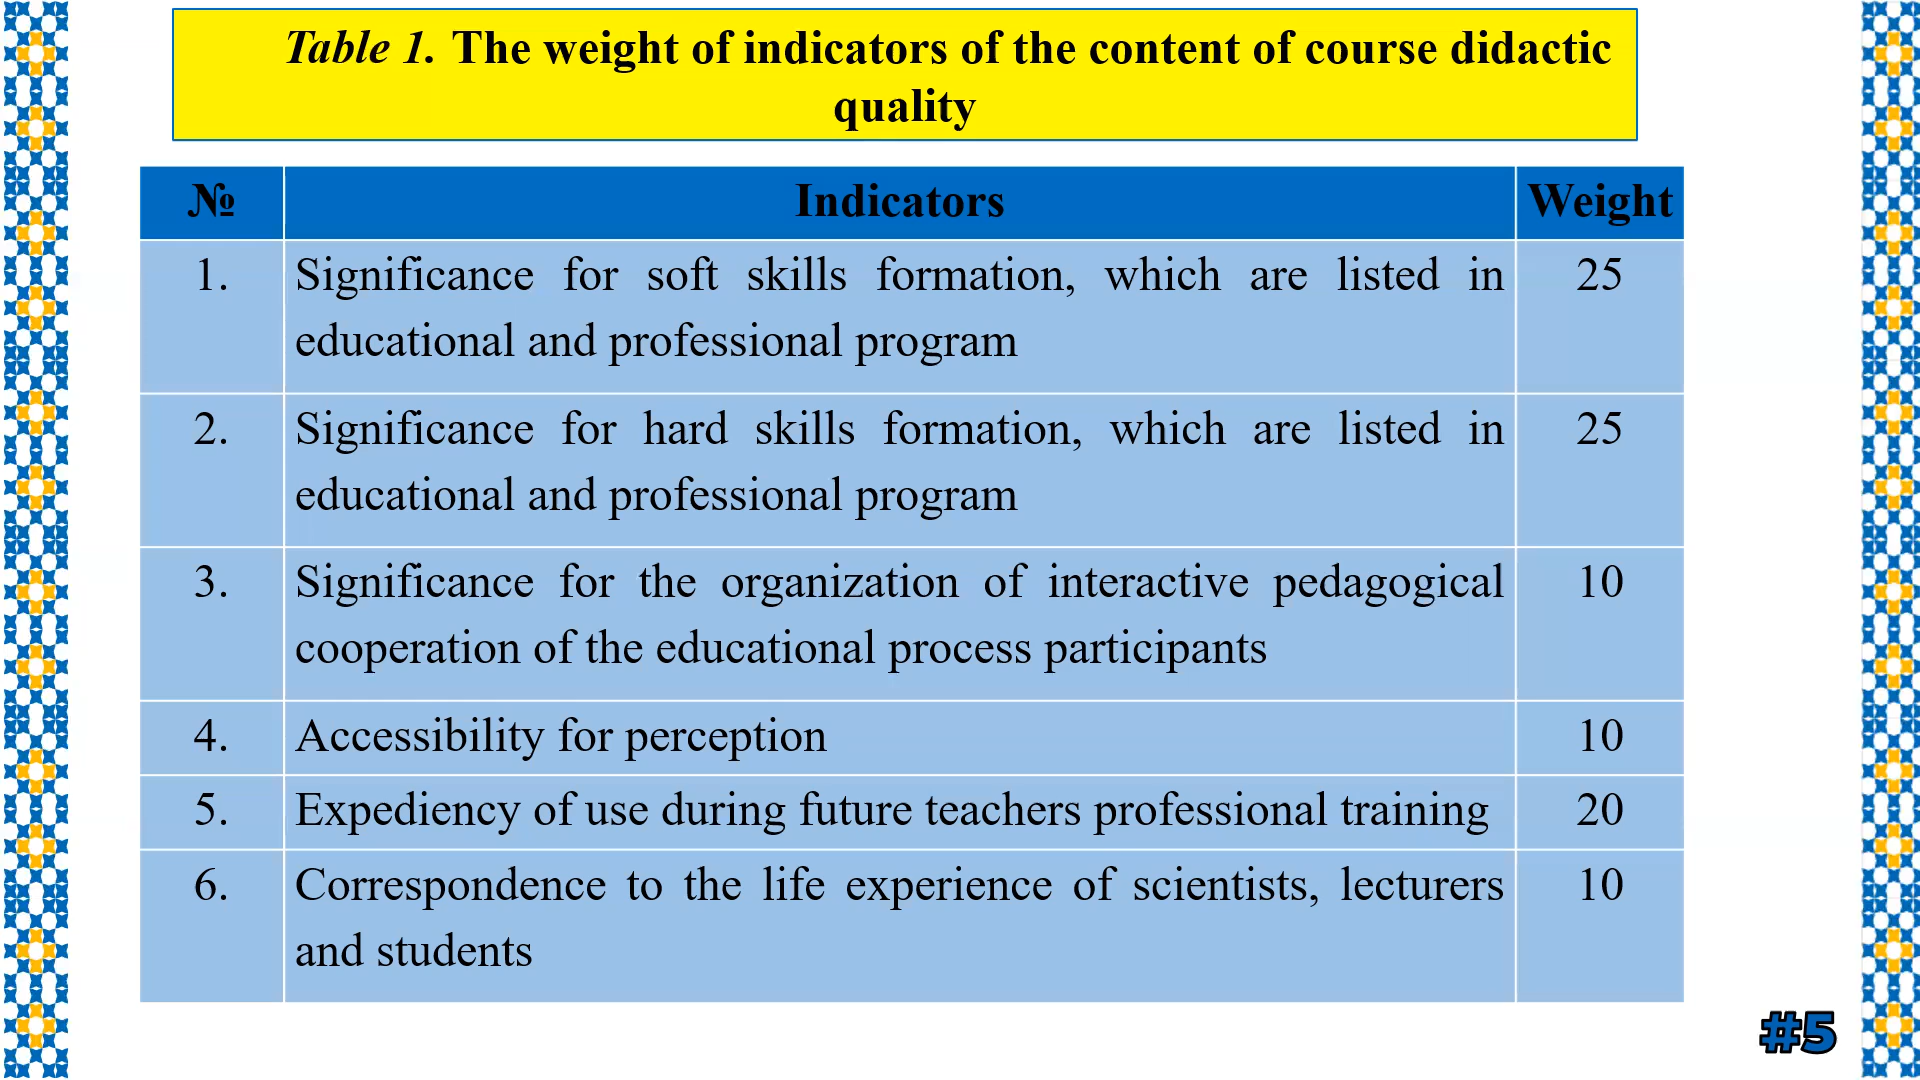 Table 1. The weight of indicators of the content of course didactic
quality
№ Indicators Weight
1. Significance for soft skills formation, which are listed in 25
educational and professional program
2. Significance for hard skills formation, which are listed in 25
educational and professional program
3. Significance for the organization of interactive pedagogical 10
cooperation of the educational process participants
4. Accessibility for perception 10
5. Expediency of use during future teachers professional training 20
6. Correspondence to the life experience of scientists, lecturers 10
and students
#5